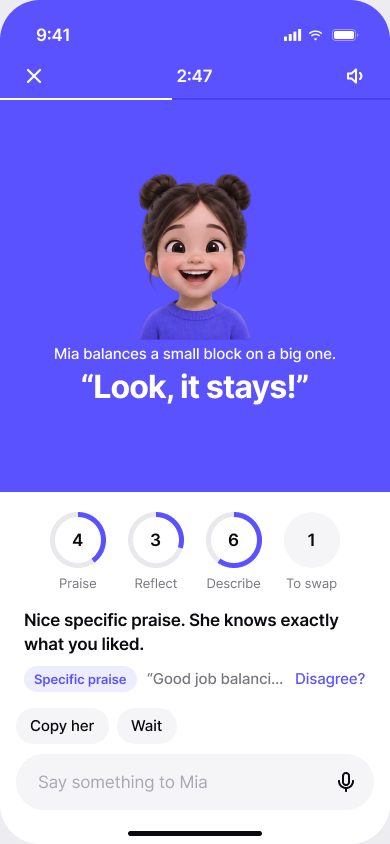 9:41
2:47
Mia balances a small block on a big one.
“Look, it stays!”
4
3
6
1
Praise
Reflect
Describe
To swap
Nice specific praise. She knows exactly
what you liked.
Specific praise “Good job balanci... Disagree?
Copy her Wait
Say something to Mia